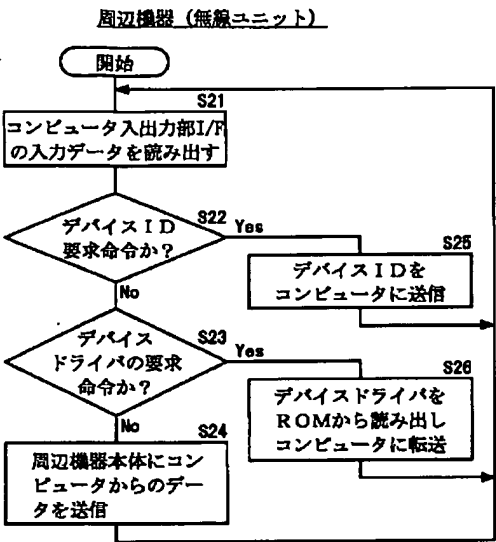 周辺機器（無線ユニット）
開始
S21
コンピュータ入出力部I/F
の入力データを読み出す
デバイスＩＤ
要求命令か？
S22
Yes
S25
デバイスＩＤを
コンピュータに送信
No
デバイス
ドライバの要求
命令か？
S23
Yes
S26
デバイスドライバを
ＲＯＭから読み出し
コンピュータに転送
No
S24
周辺機器本体にコン
ピュータからのデー
タを送信